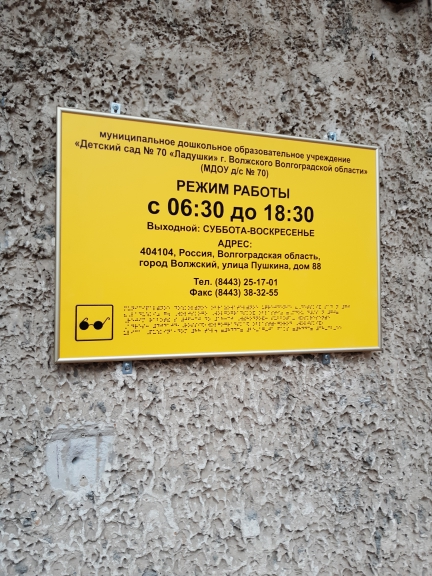 муниципальное дошкольное образовательное учреждение
«Детский сад № 70 «Ладушки» г. Волжского Волгоградской области»
(МДОУ д/с № 70)
РЕЖИМ РАБОТЫ
с 06:30 до 18:30
Выходной: СУББОТА-ВОСКРЕСЕНЬЕ
АДРЕС:
404104, Россия, Волгоградская область,
город Волжский, улица Пушкина, дом 88
Тел. (8443) 25-17-01
Факс (8443) 38-32-55